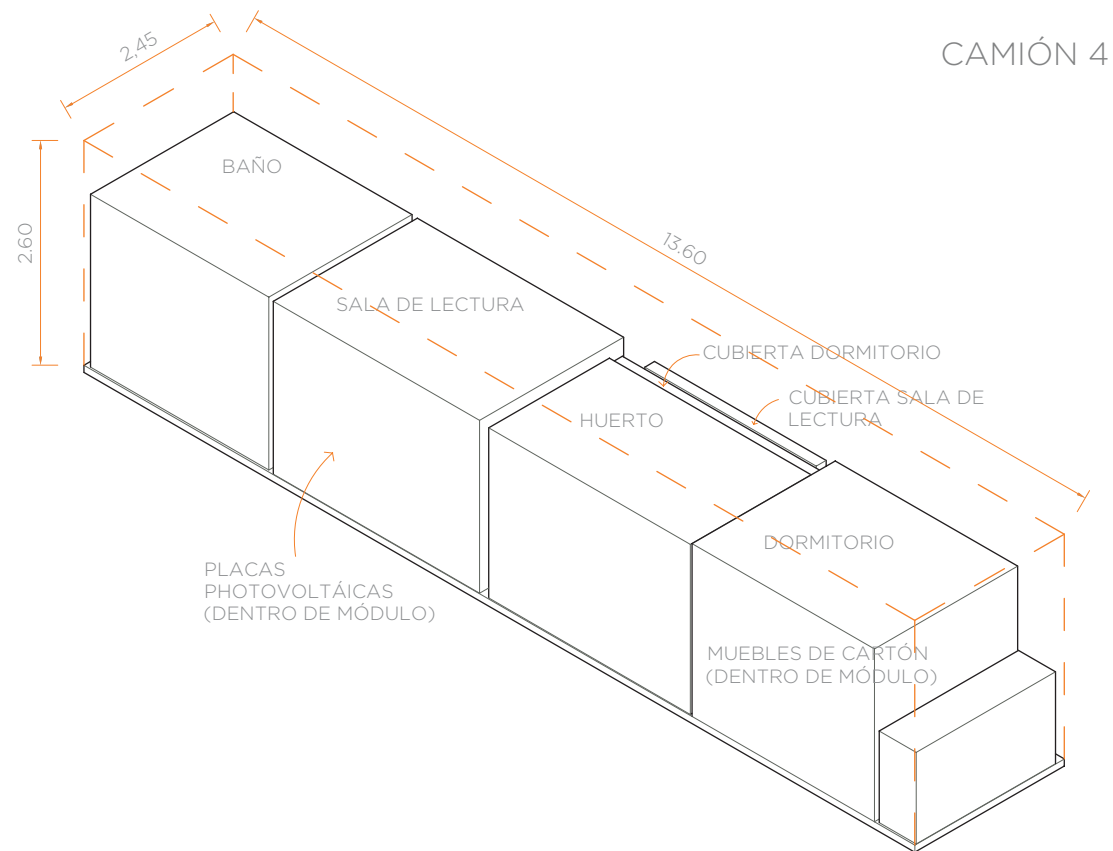 CAMIÓN 4
2,45
BAÑO
2.60
13.60
SALA DE LECTURA
CUBIERTA DORMITORIO
CUBIERTA SALA DE
LECTURA
HUERTO
DORMITORIO
PLACAS
PHOTOVOLTÁICAS
(DENTRO DE MÓDULO)
MUEBLES DE CARTÓN
(DENTRO DE MÓDULO)